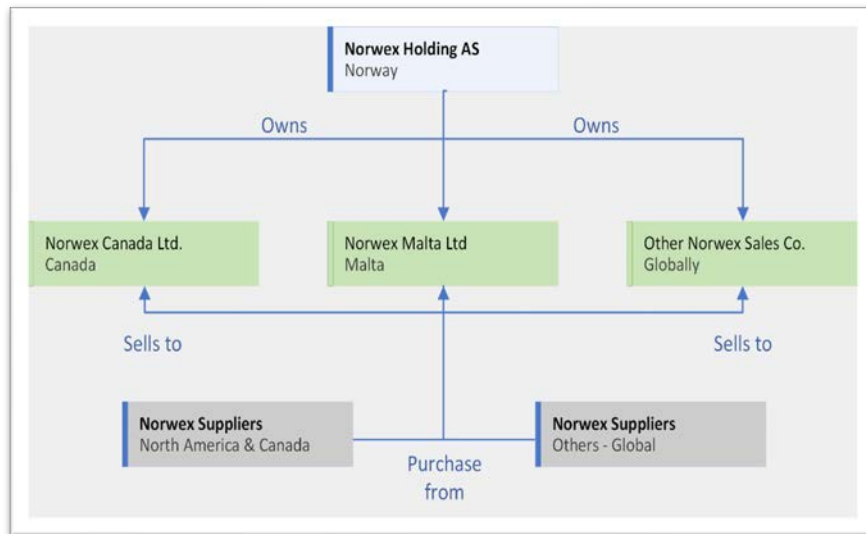 Norwex Holding AS
Norway
Owns
Owns
Norwex Canada Ltd.
Canada
Norwex Malta Ltd
Malta
Other Norwex Sales Co.
Globally
Sells to
Sells to
Norwex Suppliers
North America & Canada
Norwex Suppliers
Others - Global
Purchase
from